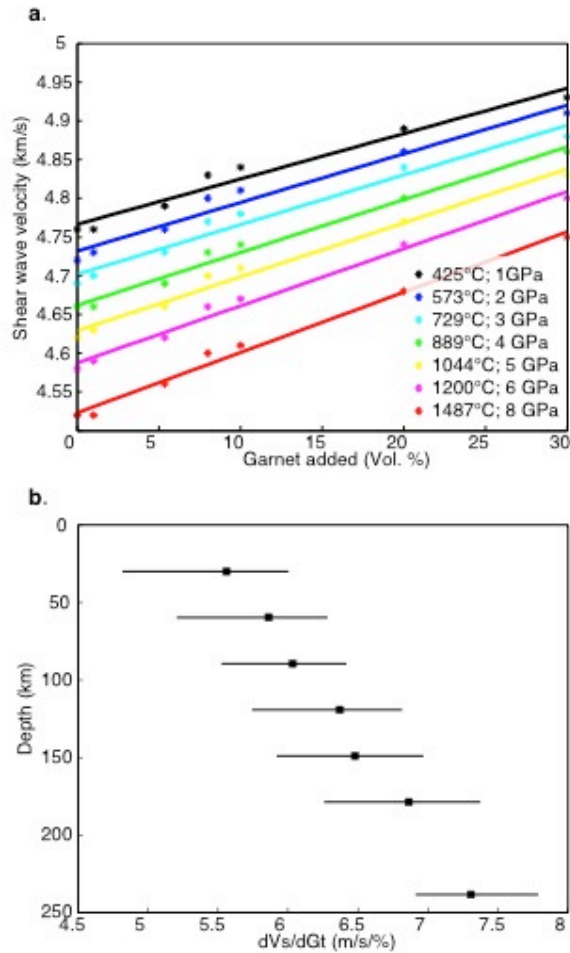 a.
5
4.95
4.9
4.85
4.8
4.75
4.7
4.65
4.6
4.55
Shear wave velocity (km/s)
425°C; 1GPa
573°C; 2 GPa
729°C; 3 GPa
889°C; 4 GPa
1044°C; 5 GPa
1200°C; 6 GPa
1487°C; 8 GPa
0 5 10 15 20 25 30
Garnet added (Vol. %)
b.
0
50
100
150
200
250
Depth (km)
4.5 5 5.5 6 6.5 7 7.5 8
dVs/dGt (m/s/%)